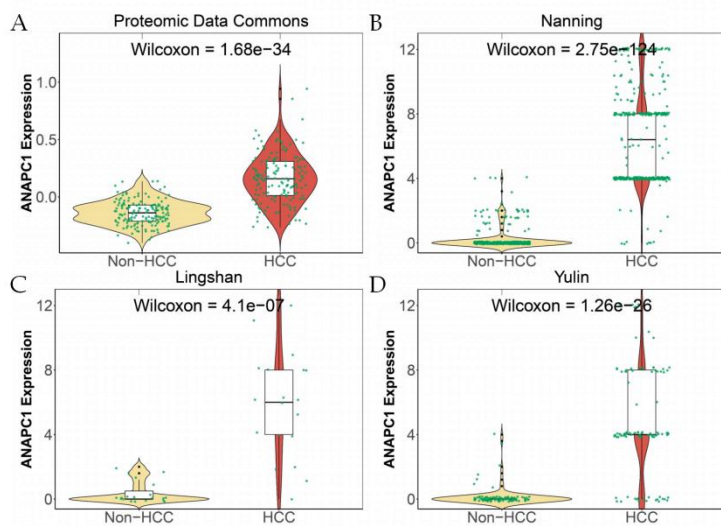 A
Proteomic Data Commons
Wilcoxon = 1.68e−34
ANAPC1 Expression
1.0
0.5
0.0
Non−HCC
HCC
B
Nanning
Wilcoxon = 2.75e−124
ANAPC1 Expression
12
8
4
0
Non−HCC
HCC
C
Lingshan
Wilcoxon = 4.1e−07
ANAPC1 Expression
12
8
4
0
Non−HCC
HCC
D
Yulin
Wilcoxon = 1.26e−26
ANAPC1 Expression
12
8
4
0
Non−HCC
HCC